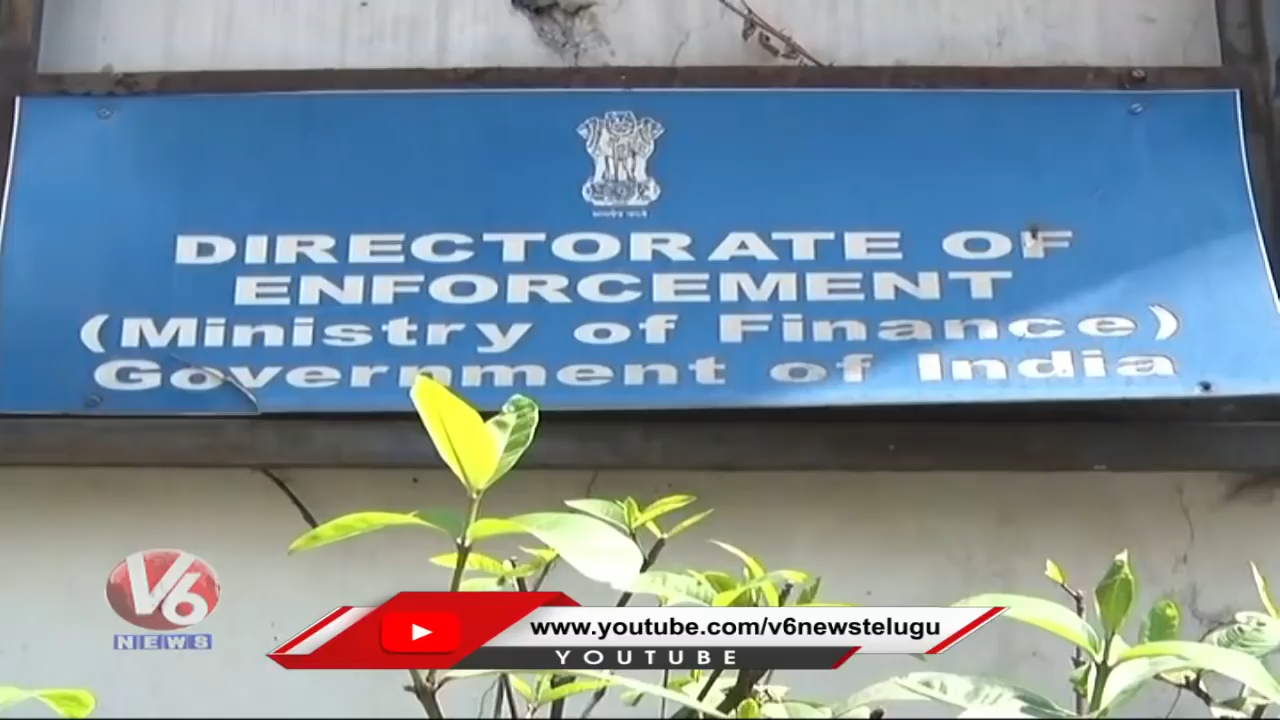 DIRECTORATE OF
ENFORCEMENT
(Ministry of Finance)
Government of India
V6
NEWS
www.youtube.com/v6newstelugu
YOUTUBE